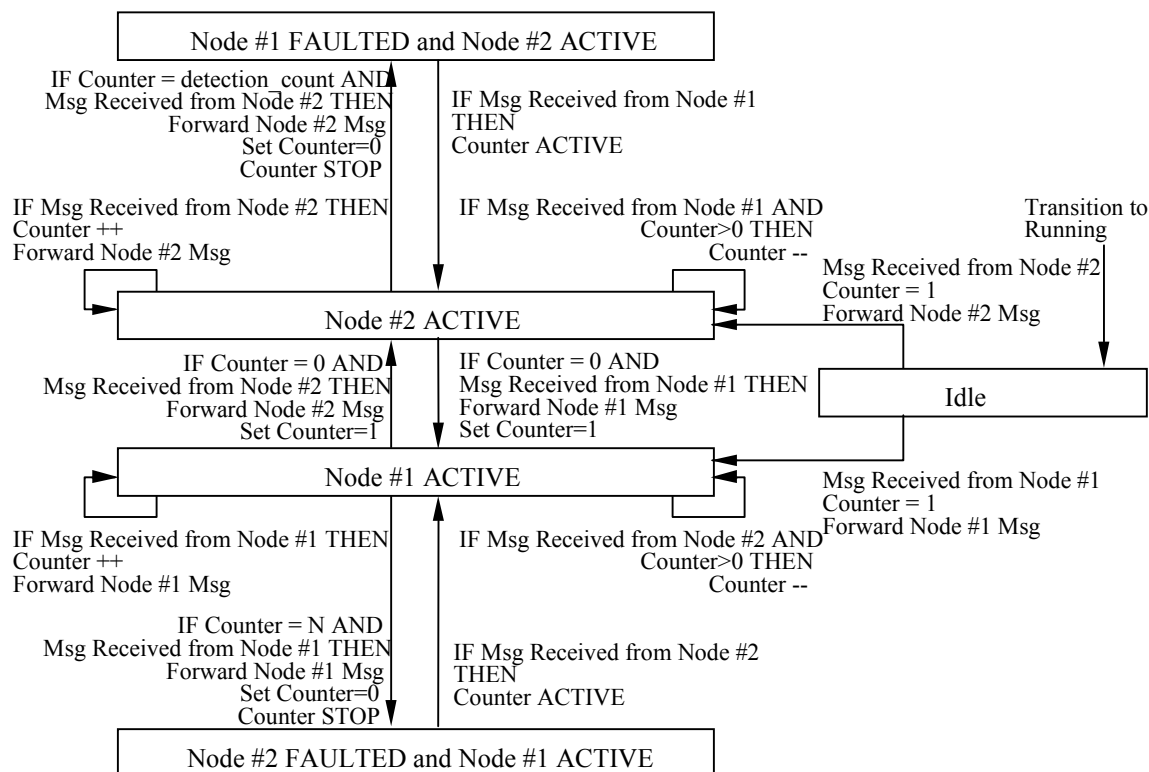 Node #1 FAULTED and Node #2 ACTIVE
IF Counter = detection_count AND
Msg Received from Node #2 THEN
Forward Node #2 Msg
Set Counter=0
Counter STOP
IF Msg Received from Node #1
THEN
Counter ACTIVE
IF Msg Received from Node #2 THEN
Counter ++
Forward Node #2 Msg
IF Msg Received from Node #1 AND
Counter>0 THEN
Counter --
Transition to
Running
Msg Received from Node #2
Counter = 1
Forward Node #2 Msg
Node #2 ACTIVE
IF Counter = 0 AND
Msg Received from Node #2 THEN
Forward Node #2 Msg
Set Counter=1
IF Counter = 0 AND
Msg Received from Node #1 THEN
Forward Node #1 Msg
Set Counter=1
Idle
Node #1 ACTIVE
Msg Received from Node #1
Counter = 1
Forward Node #1 Msg
IF Msg Received from Node #1 THEN
Counter ++
Forward Node #1 Msg
IF Msg Received from Node #2 AND
Counter>0 THEN
Counter --
IF Counter = N AND
Msg Received from Node #1 THEN
Forward Node #1 Msg
Set Counter=0
Counter STOP
IF Msg Received from Node #2
THEN
Counter ACTIVE
Node #2 FAULTED and Node #1 ACTIVE